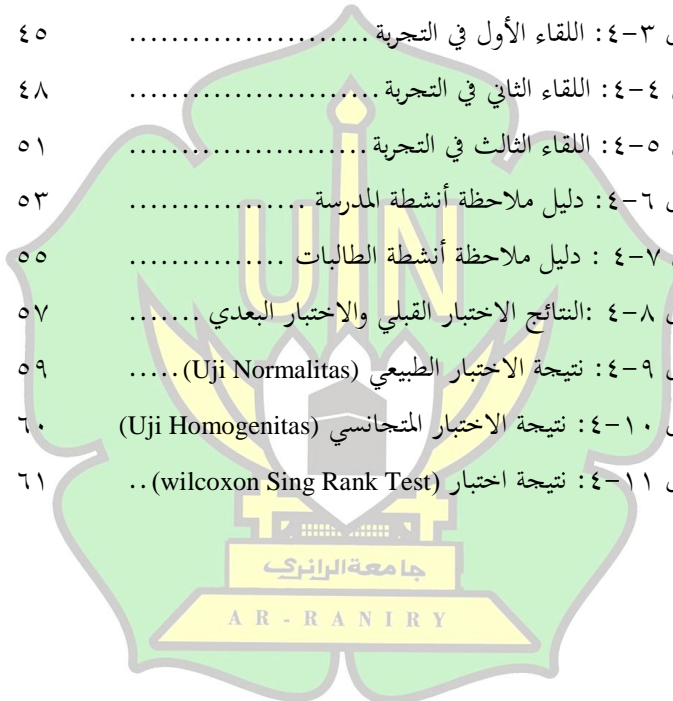 ٣-٤: اللقاء الأول في التجربة ....................... ٤٥
٤-٤: اللقاء الثاني في التجربة ....................... ٤٨
٥-٤: اللقاء الثالث في التجربة ....................... ٥١
٦-٤: دليل ملاحظة أنشطة المدرسة ................. ٥٣
٧-٤ : دليل ملاحظة أنشطة الطالبات ............... ٥٥
٨-٤ :النتائج الاختبار القبلي والاختبار البعدي ....... ٥٧
٩-٤: نتيجة الاختبار الطبيعي (Uji Normalitas)..... ٥٩
١٠-٤: نتيجة الاختبار المتجانسي (Uji Homogenitas) ٦٠
١١-٤: نتيجة اختبار (wilcoxon Sing Rank Test).. ٦١
UIN
جامعة الرانري
AR-RANIRY